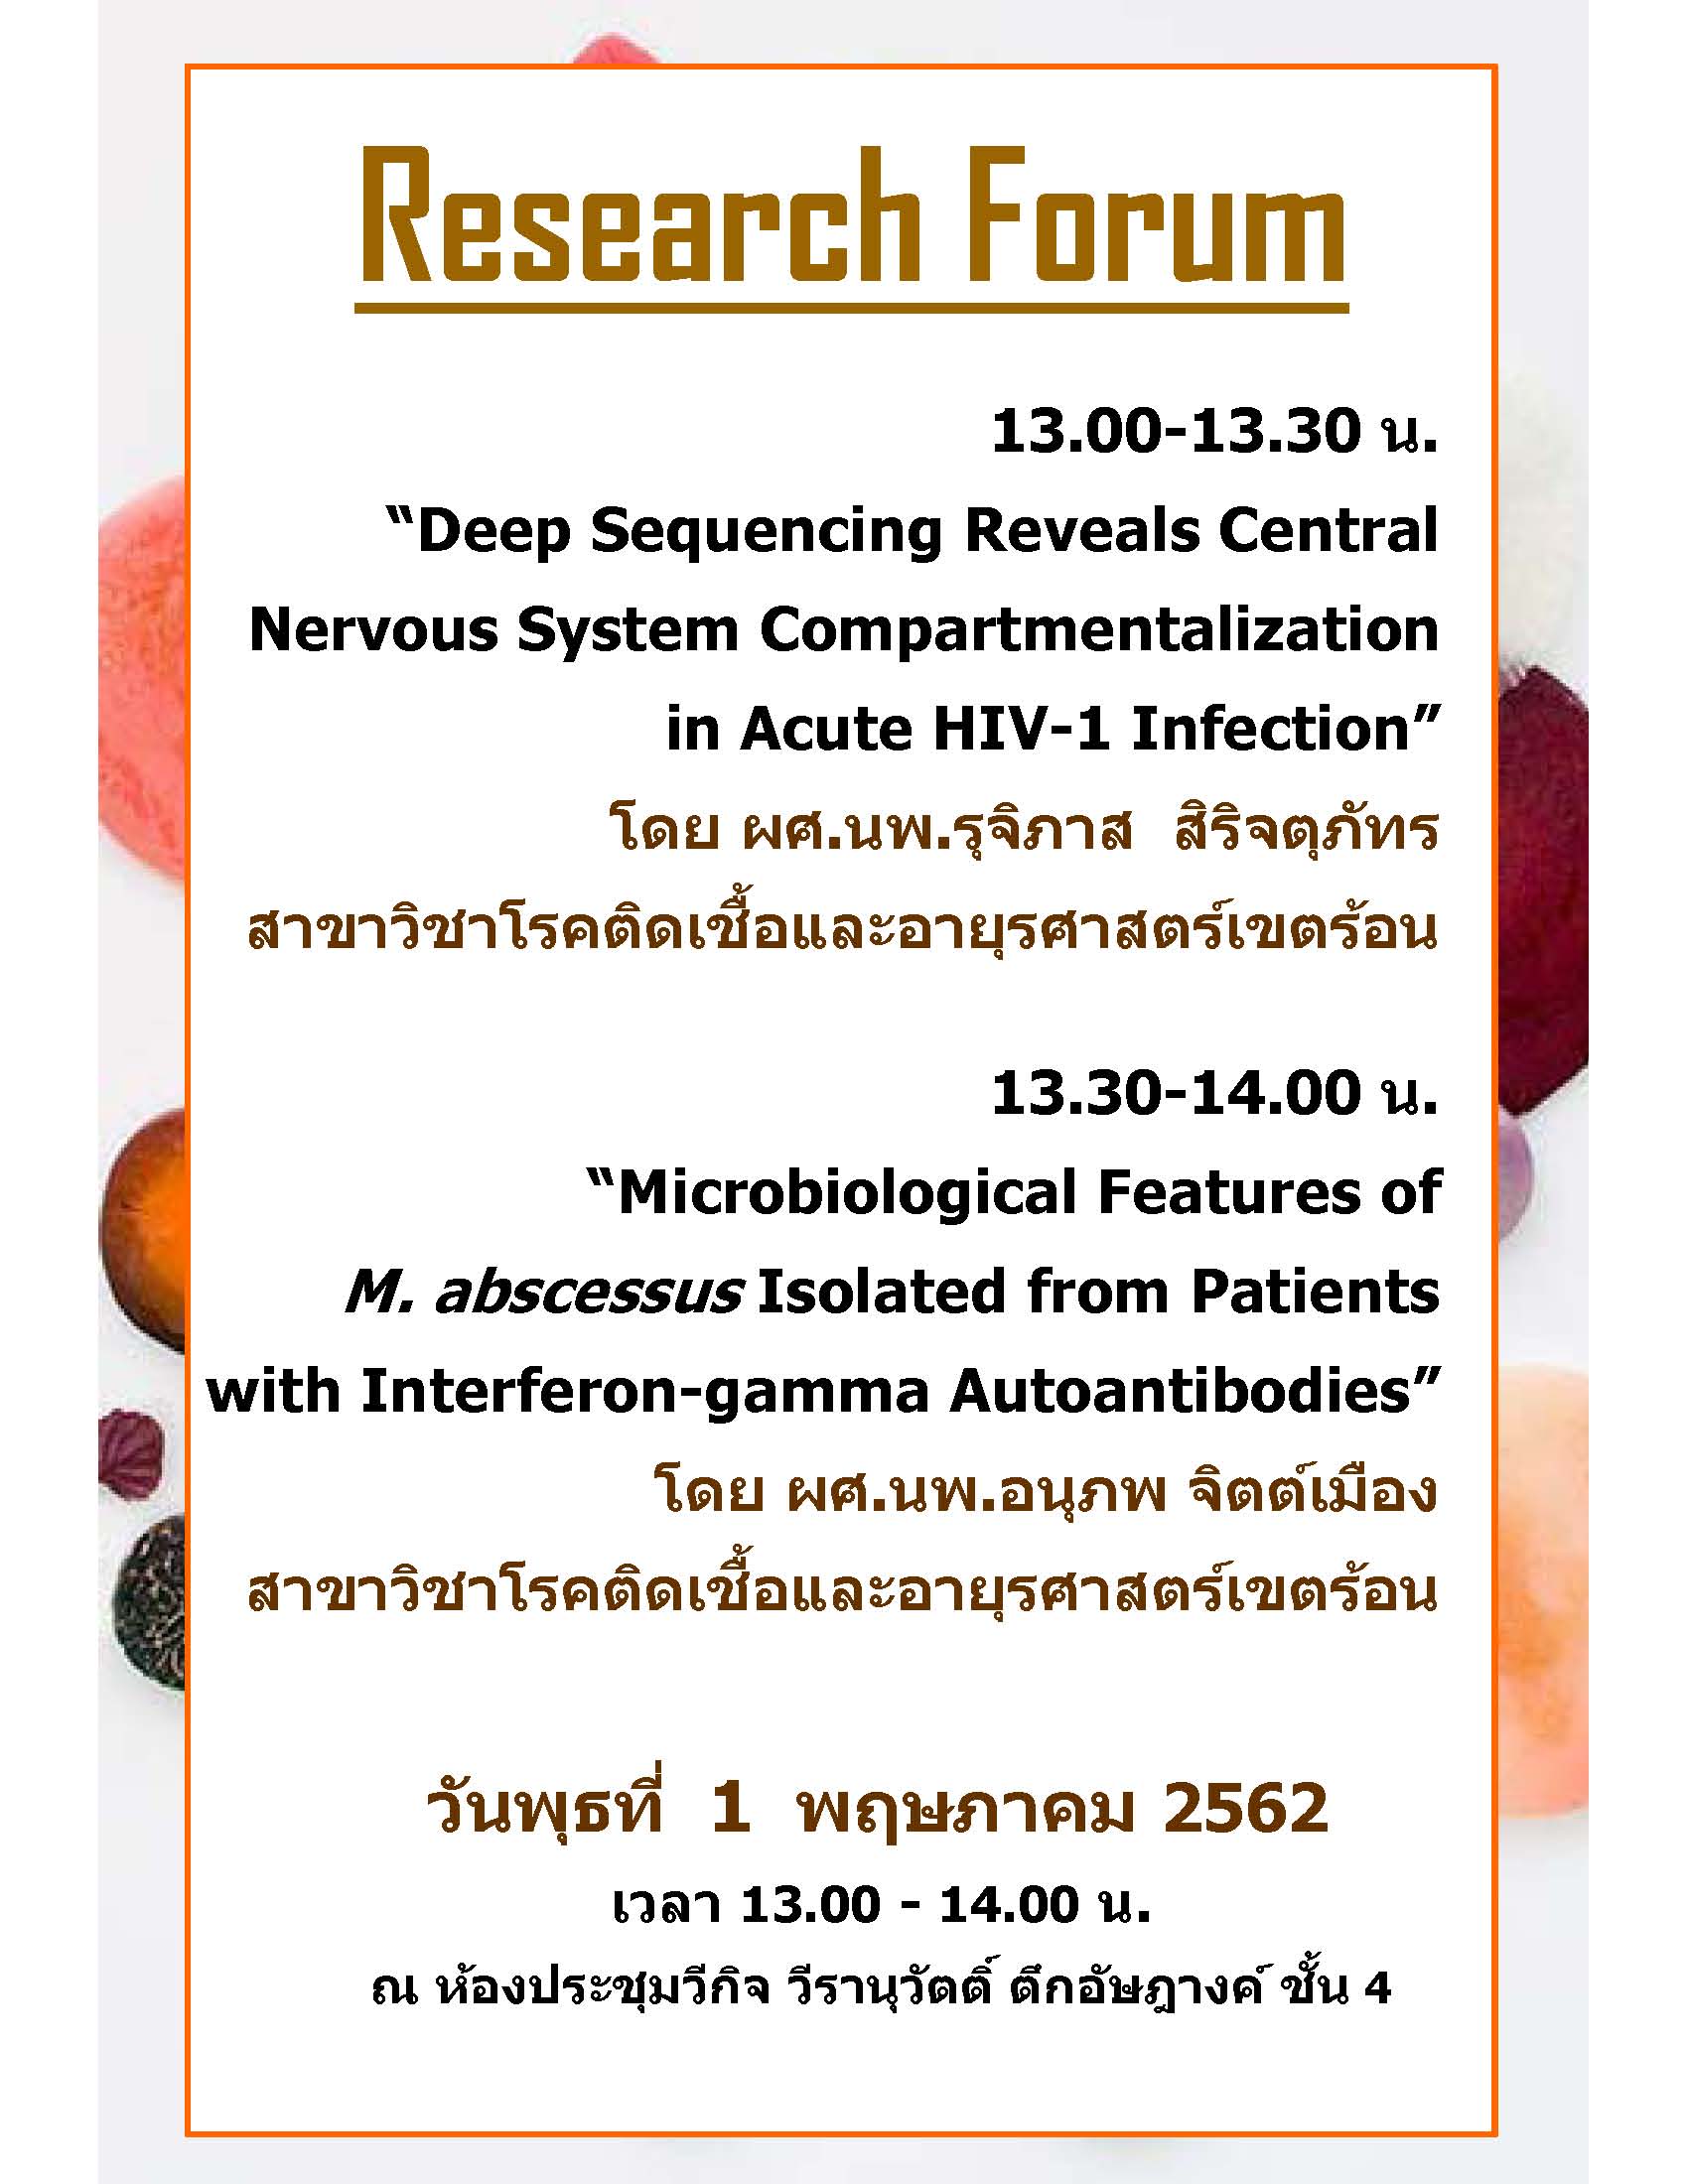 Research Forum
13.00-13.30 น.
“Deep Sequencing Reveals Central
Nervous System Compartmentalization
in Acute HIV-1 Infection”
โดย ผศ.นพ.รุจิภาส สิริจตุภัทร
สาขาวิชาโรคติดเชื้อและอายุรศาสตร์เขตร้อน
13.30-14.00 น.
“Microbiological Features of
M. abscessus Isolated from Patients
with Interferon-gamma Autoantibodies”
โดย ผศ.นพ.อนุภพ จิตต์เมือง
สาขาวิชาโรคติดเชื้อและอายุรศาสตร์เขตร้อน
วันพุธที่ 1 พฤษภาคม 2562
เวลา 13.00 - 14.00 น.
ณ ห้องประชุมวีกิจ วีรานุวัตติ์ ตึกอัษฎางค์ ชั้น 4